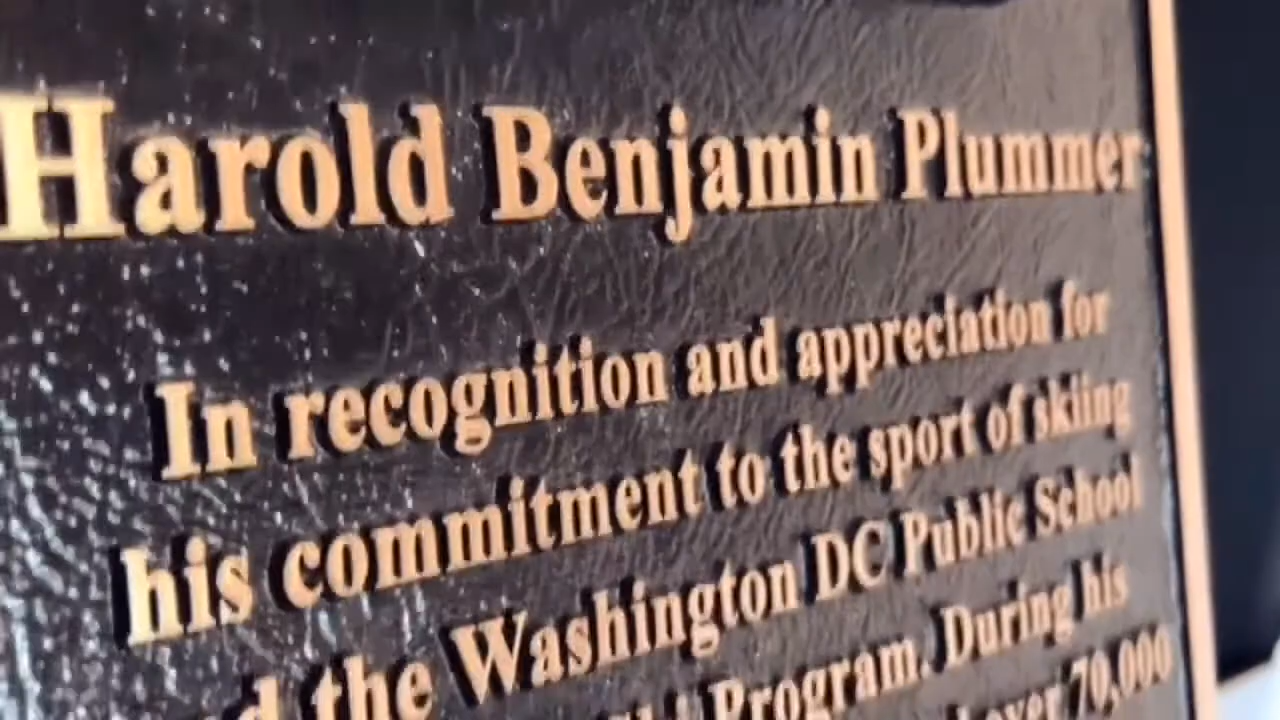 Harold Benjamin Plummer
In recognition and appreciation for
his commitment to the sport of skiing
the Washington DC Public School
Program. During his
over 70,000